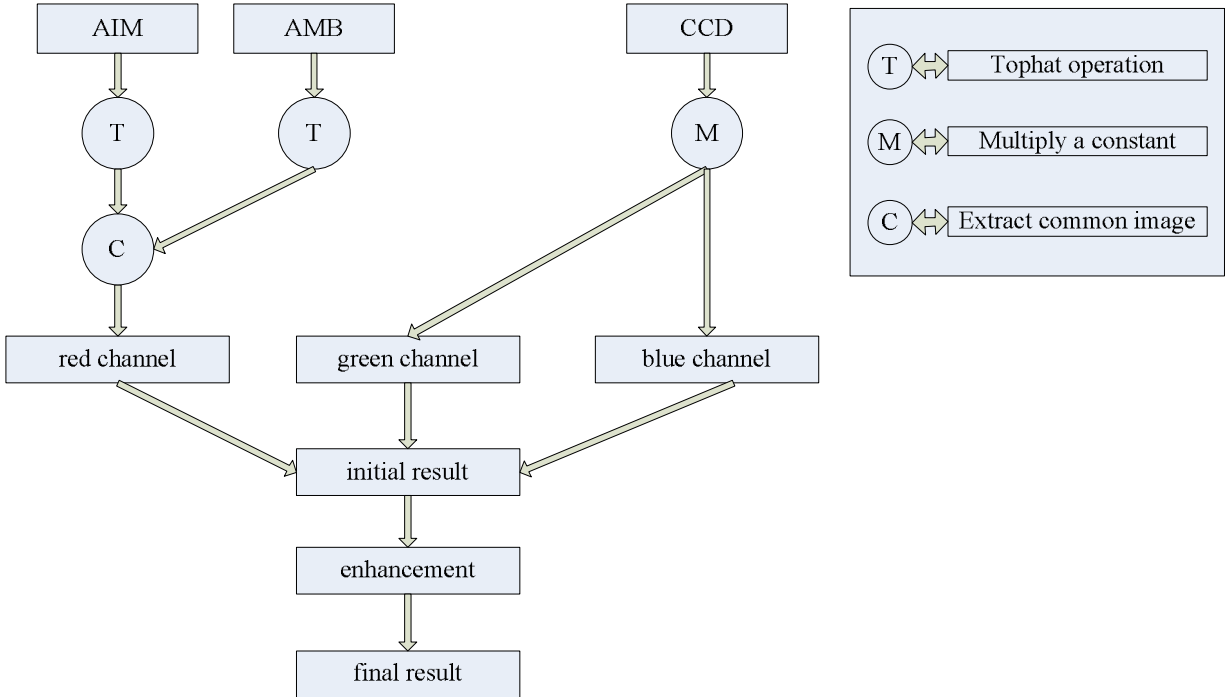 AIM
AMB
CCD
T
T
M
C
red channel
green channel
blue channel
initial result
enhancement
final result
T
Tophat operation
M
Multiply a constant
C
Extract common image